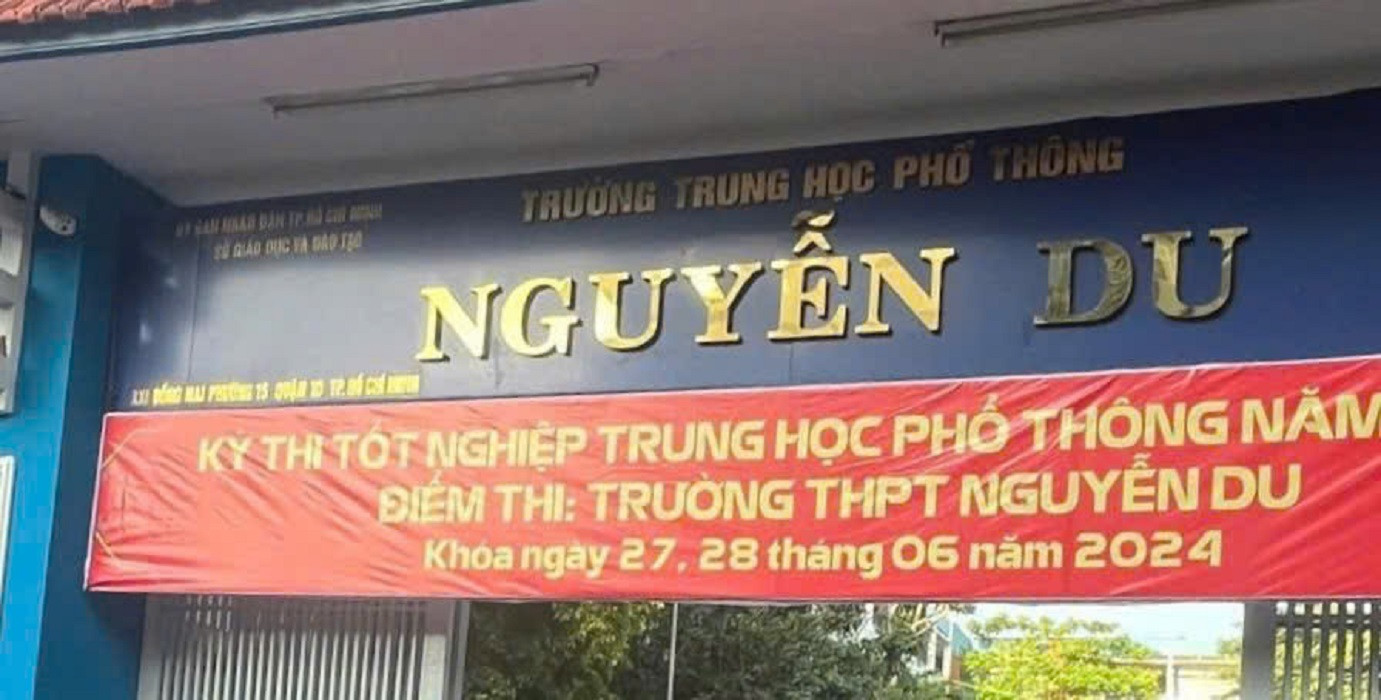 ỦY BAN NHÂN DÂN TP. HỒ CHÍ MINH
SỞ GIÁO DỤC VÀ ĐÀO TẠO
TRƯỜNG TRUNG HỌC PHỔ THÔNG
NGUYỄN DU
XX1 ĐỒNG NAI PHƯỜNG 15 QUẬN 10 TP. HỒ CHÍ MINH
KỲ THI TỐT NGHIỆP TRUNG HỌC PHỔ THÔNG NĂM
ĐIỂM THI: TRƯỜNG THPT NGUYỄN DU
Khóa ngày 27, 28 tháng 06 năm 2024